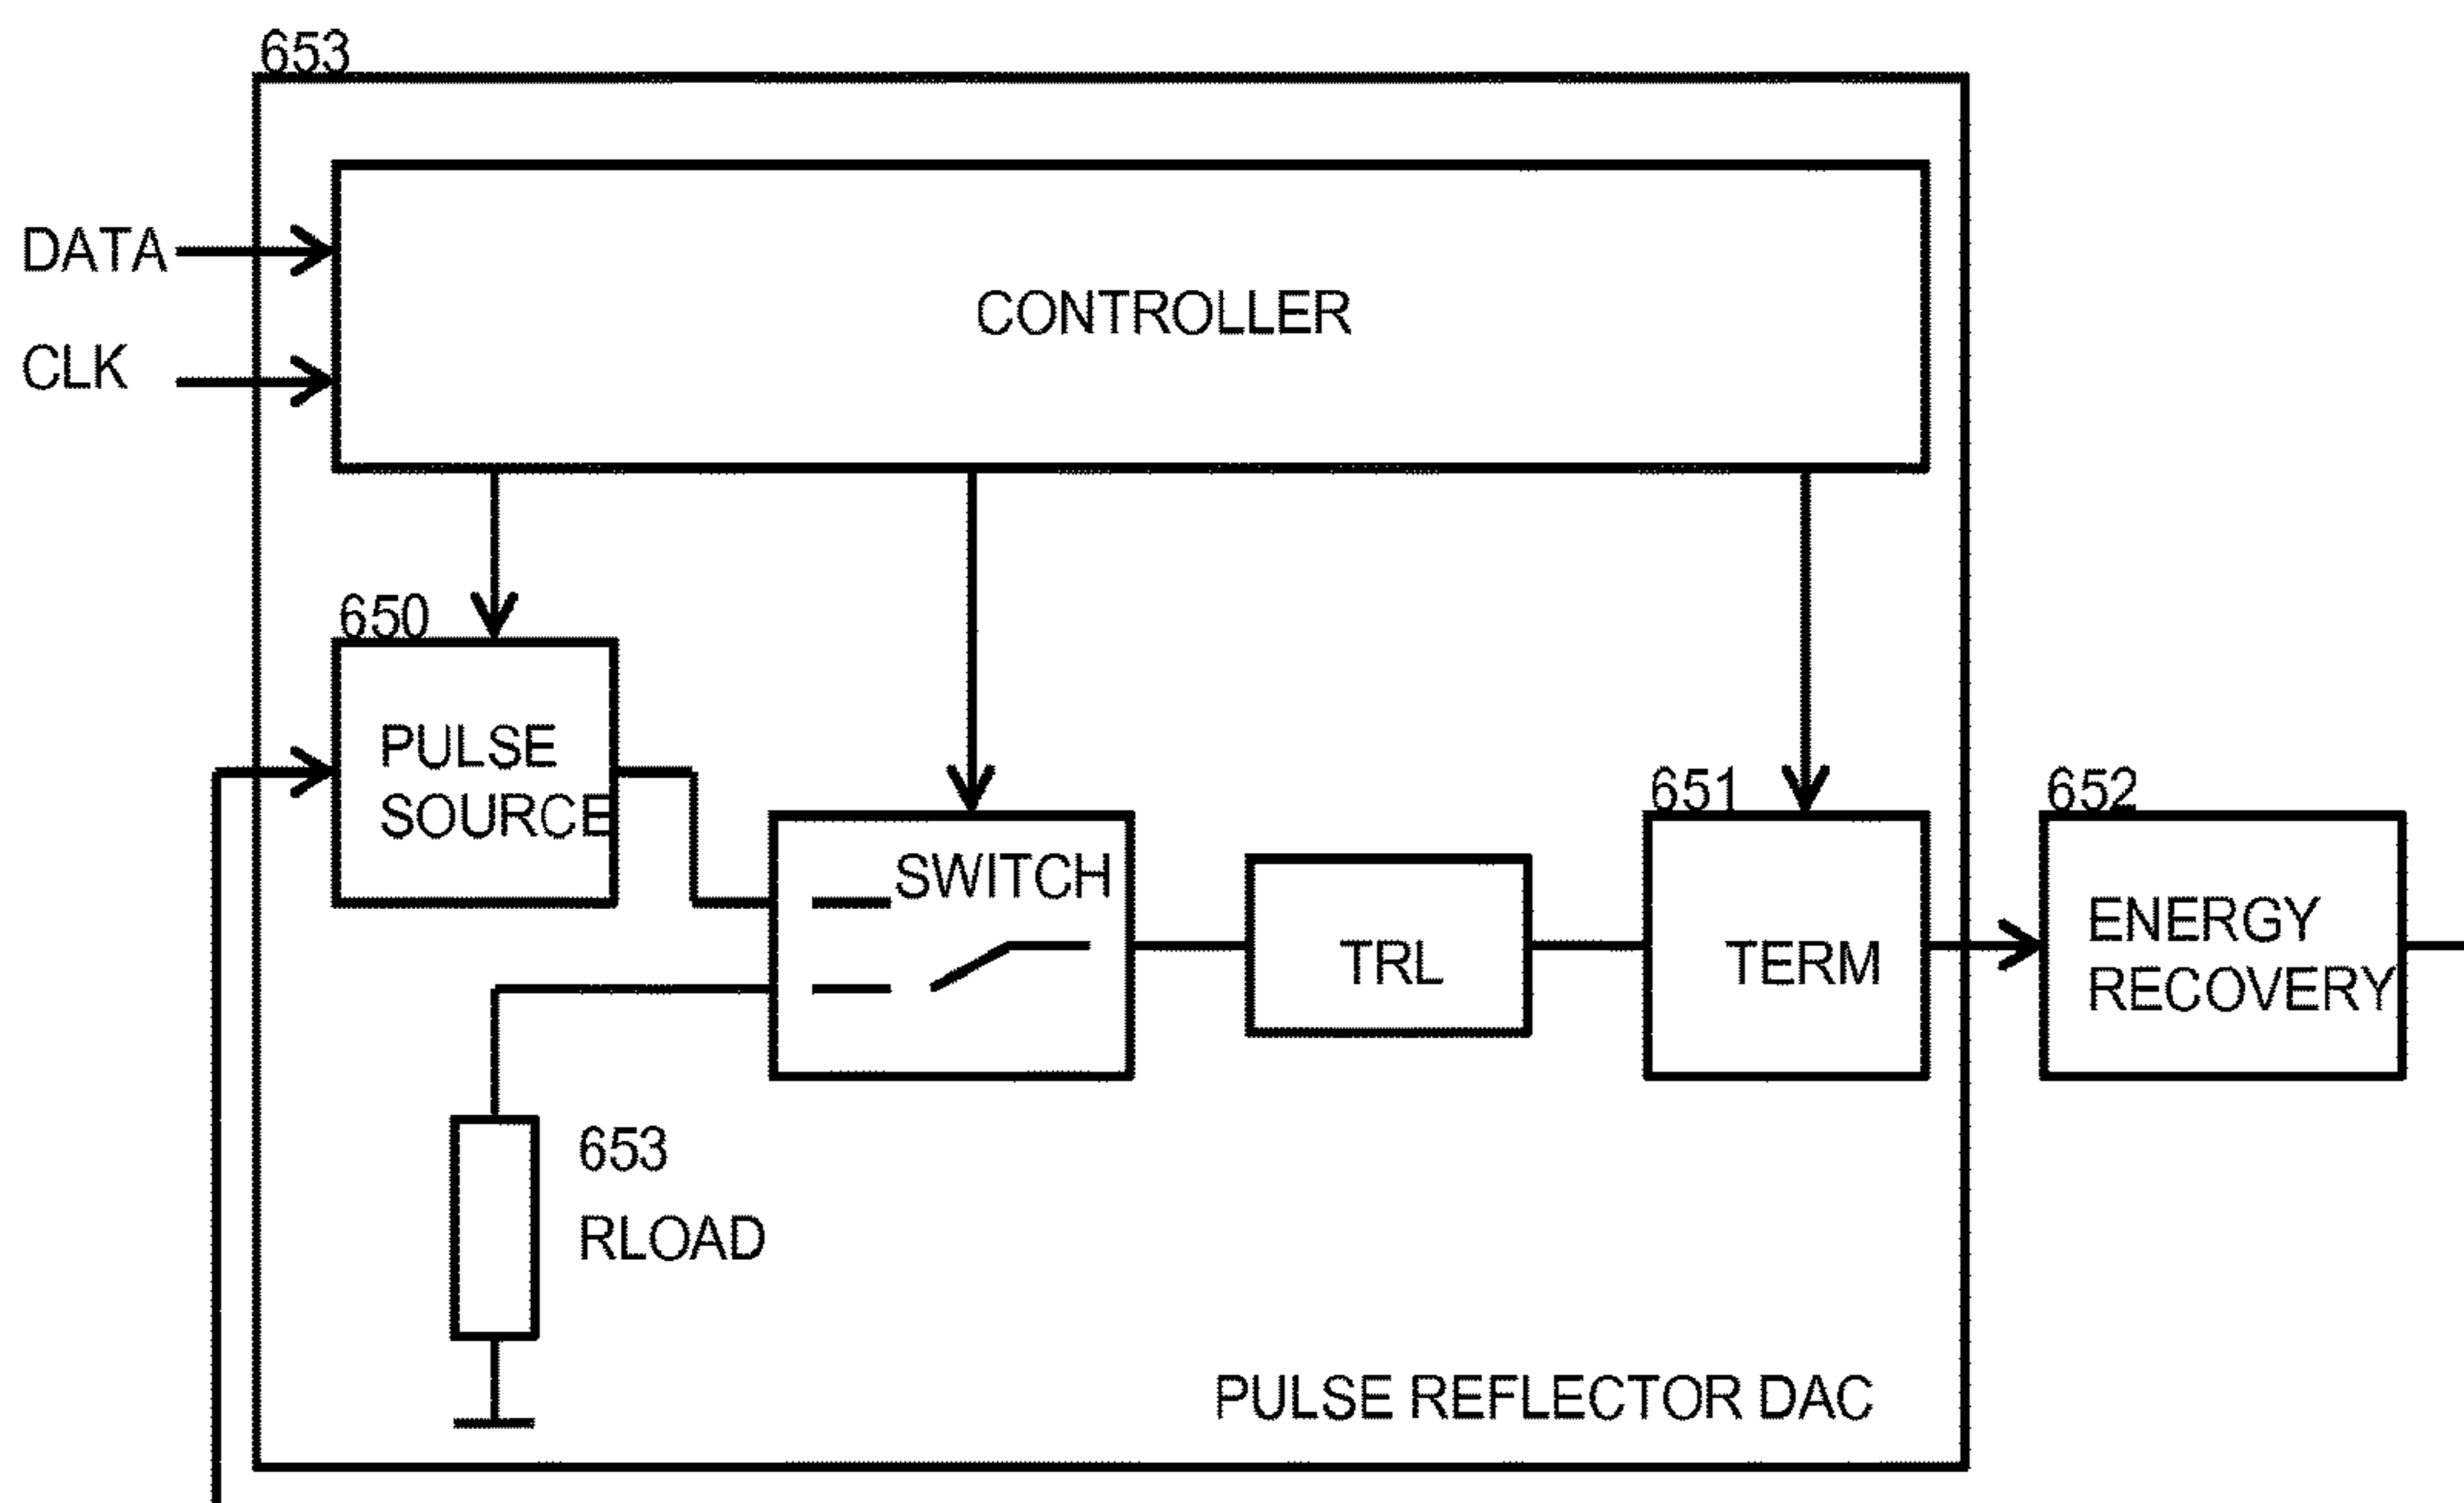 653
DATA
CLK
CONTROLLER
650
PULSE
SOURCE
SWITCH
TRL
651
TERM
652
ENERGY
RECOVERY
653
RLOAD
PULSE REFLECTOR DAC